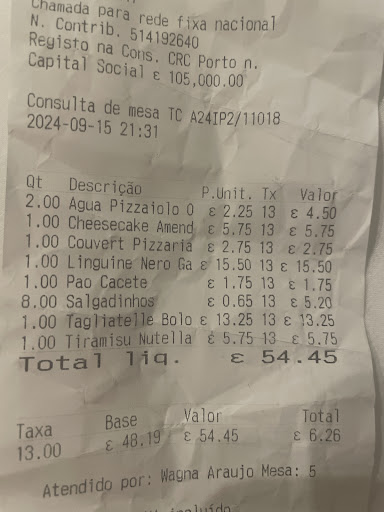 Chamada para rede fixa nacional
N. Contrib. 514192640
Registo na Cons. CRC Porto n.
Capital Social ε 105,000.00
Consulta de mesa TC A24IP2/11018
2024-09-15 21:31
Qt Descrição P.Unit. Tx Valor
2.00 Agua Pizzaiolo O ε 2.25 13 ε 4.50
1.00 Cheesecake Amend ε 5.75 13 ε 5.75
1.00 Couvert Pizzaria ε 2.75 13 ε 2.75
1.00 Linguine Nero Ga ε 15.50 13 ε 15.50
1.00 Pao Cacete ε 1.75 13 ε 1.75
8.00 Salgadinhos ε 0.65 13 ε 5.20
1.00 Tagliatelle Bolo ε 13.25 13 ε 13.25
1.00 Tiramisu Nutella ε 5.75 13 ε 5.75
Total liq. ε 54.45
Taxa Base Valor Total
13.00 ε 48.19 ε 54.45 ε 6.26
Atendido por: Wagna Araujo Mesa: 5
incluído